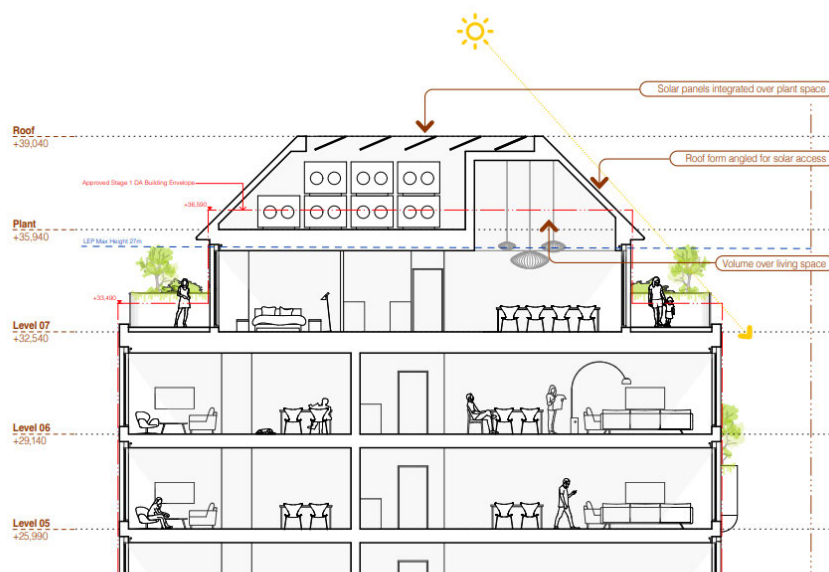 Solar panels integrated over plant space
Roof
+39,040
Roof form angled for solar access
Approved Stage 1 DA Building Envelope
+36,590
Plant
+35,940
LEP Max Height 27m
Volume over living space
+33,490
Level 07
+32,540
Level 06
+29,140
Level 05
+25,990